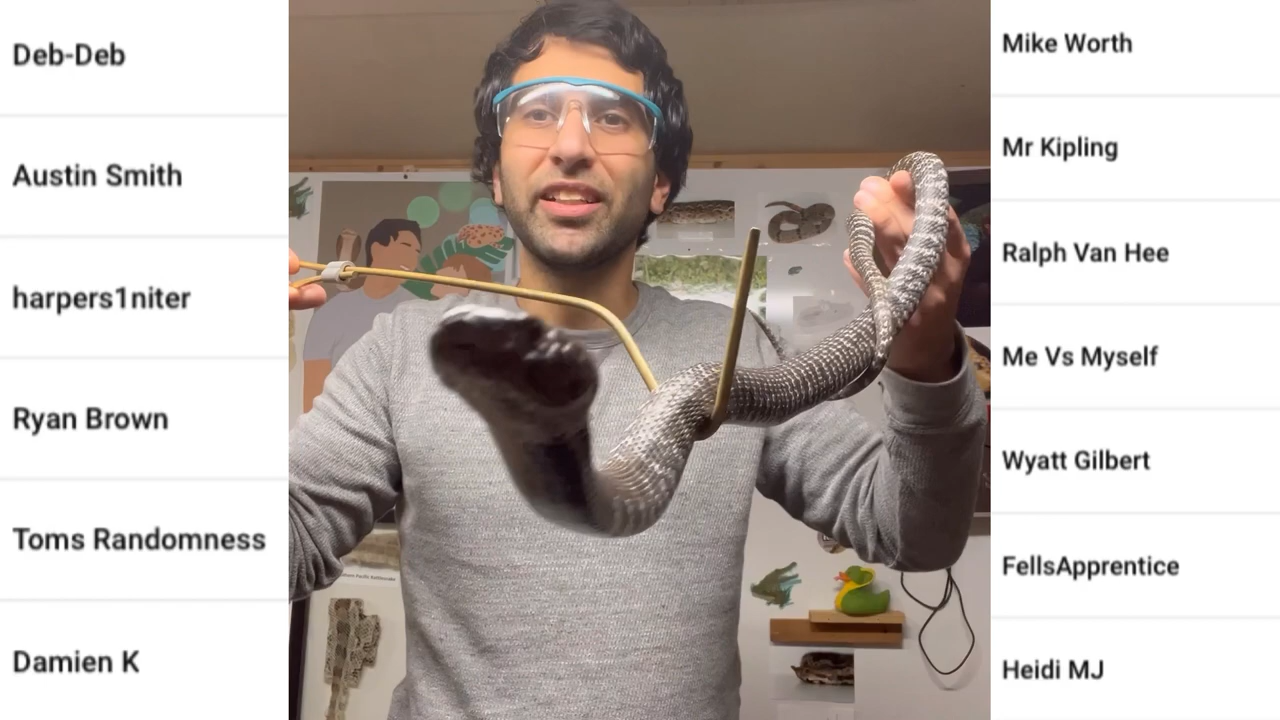 Deb-Deb
Austin Smith
harpers1niter
Ryan Brown
Toms Randomness
Damien K
Mike Worth
Mr Kipling
Ralph Van Hee
Me Vs Myself
Wyatt Gilbert
FellsApprentice
Heidi MJ